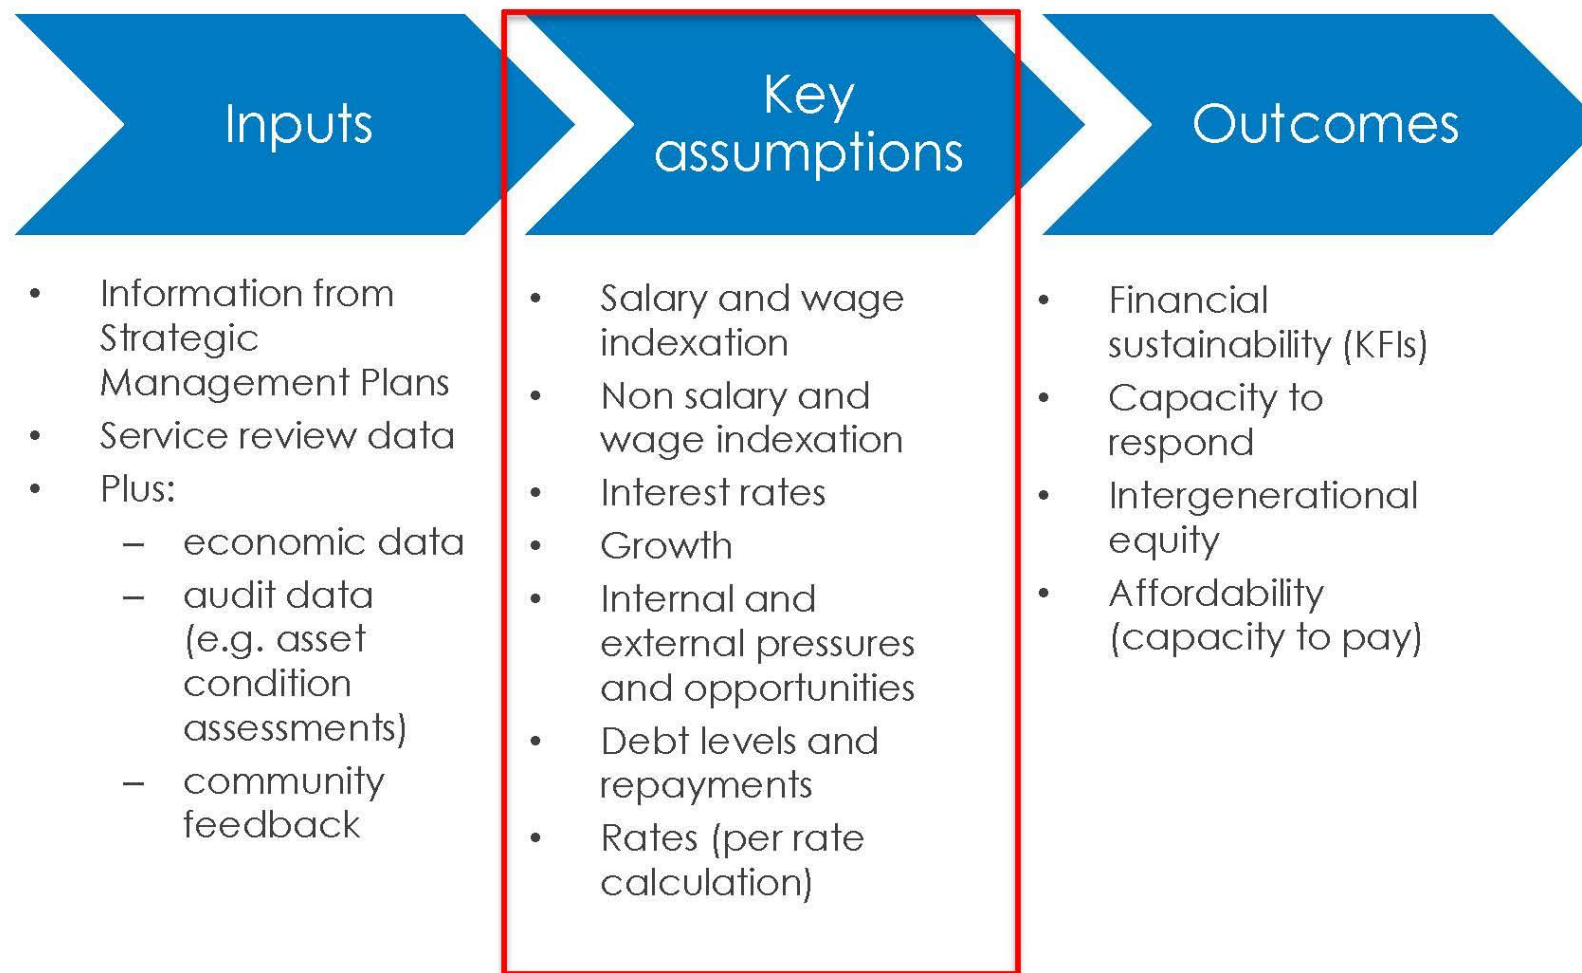 Inputs
• Information from
Strategic
Management Plans
• Service review data
• Plus:
– economic data
– audit data
(e.g. asset
condition
assessments)
– community
feedback
Key
assumptions
• Salary and wage
indexation
• Non salary and
wage indexation
• Interest rates
• Growth
• Internal and
external pressures
and opportunities
• Debt levels and
repayments
• Rates (per rate
calculation)
Outcomes
• Financial
sustainability (KFIs)
• Capacity to
respond
• Intergenerational
equity
• Affordability
(capacity to pay)